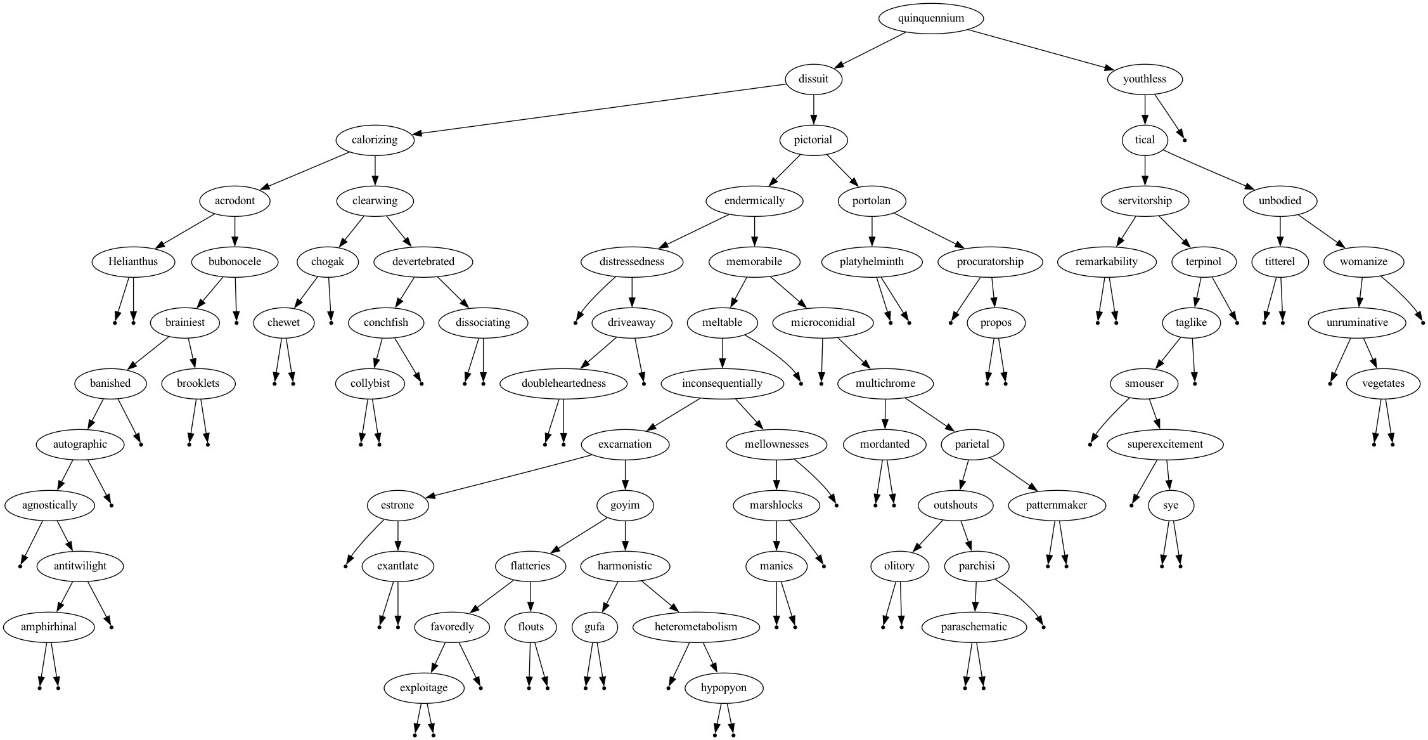 quinquennium
dissuit youthless
calorizing pictorial tical
acrodont clearwing endermically portolan servitorship unbodied
Helianthus bubonocele chogak devertebrated distressedness memorabile platyhelminth procuratorship remarkability terpinol titterel womanize
brainiest chewet conchfish dissociating driveaway meltable microconidial propos taglike unruminative
banished brooklets collybist doubleheartedness inconsequentially multichrome smouser vegetates
autographic excarnation mellownesses mordanted parietal superexcitement
agnostically estrone goyim marshlocks outshouts patternmaker sye
antitwilight exantlate flatteries harmonistic manics olitory parchisi
amphirhinal favoredly flouts gufa heterometabolism paraschematic
exploitage hypopyon